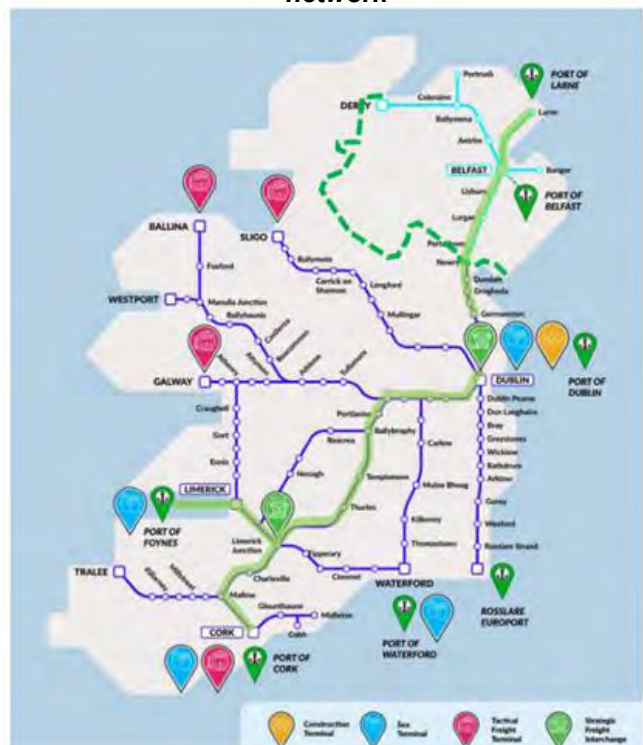 network
Portrush
PORT OF
LARNE
Coleraine
DERRY
Larne
Ballymena
Antrim
BELFAST
Bangor
Lisburn
PORT OF
BELFAST
Lurgan
BALLINA
SLIGO
Portadown
Newry
Foxford
Ballymote
Dundalk
Carrick on
Shannon
Longford
Drogheda
WESTPORT
Manulla Junction
Mullingar
Gormanston
Ballyhaunis
Castlerea
Roscommon
Athlone
Tullamore
GALWAY
Athenry
DUBLIN
PORT OF
DUBLIN
Craughwell
Portlaoise
Dublin Pearse
Dun Laoghaire
Gort
Ballybrophy
Bray
Roscrea
Carlow
Greystones
Ennis
Wicklow
Nenagh
Templemore
Rathdrum
LIMERICK
Muine Bheag
Arklow
Thurles
Gorey
PORT OF
FOYNES
Kilkenny
Wexford
Limerick
Junction
Tipperary
Thomastown
Rosslare Strand
TRALEE
Charleville
Clonmel
WATERFORD
Killarney
Millstreet
Mallow
ROSSLARE
EUROPORT
Glounthaune
Midleton
PORT OF
WATERFORD
CORK
Cobh
PORT OF
CORK
Construction
Terminal
Sea
Terminal
Tactical
Freight
Terminal
Strategic
Freight
Interchange